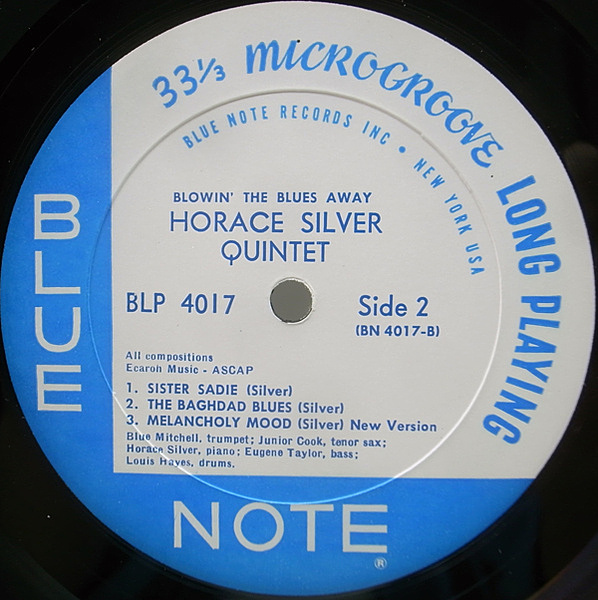 33⅓ MICROGROOVE LONG PLAYING
BLUE NOTE RECORDS INC • NEW YORK USA
BLOWIN' THE BLUES AWAY
HORACE SILVER
QUINTET
BLP 4017
Side 2
(BN 4017-B)
All compositions
Ecaroh Music - ASCAP
1. SISTER SADIE (Silver)
2. THE BAGHDAD BLUES (Silver)
3. MELANCHOLY MOOD (Silver) New Version
Blue Mitchell, trumpet; Junior Cook, tenor sax;
Horace Silver, piano; Eugene Taylor, bass;
Louis Hayes, drums.
BLUE
NOTE®